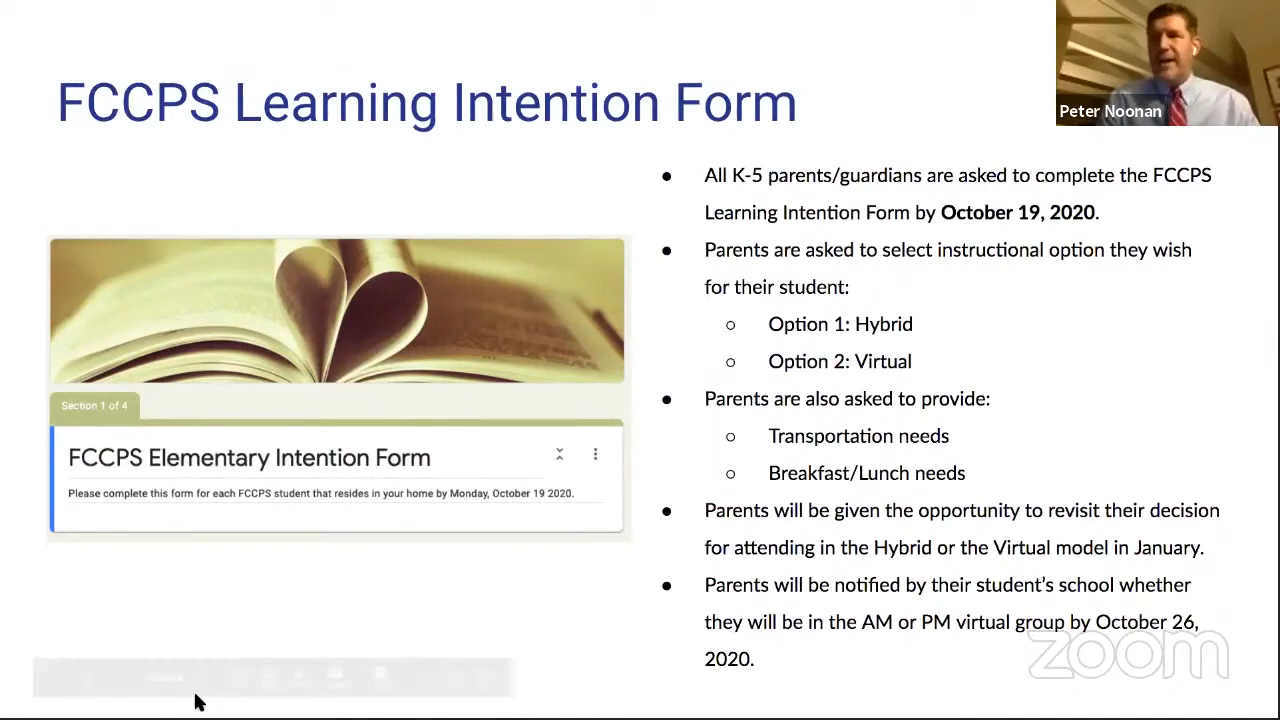 FCCPS Learning Intention Form
Peter Noonan
● All K-5 parents/guardians are asked to complete the FCCPS
Learning Intention Form by October 19, 2020.
● Parents are asked to select instructional option they wish
for their student:
○ Option 1: Hybrid
○ Option 2: Virtual
● Parents are also asked to provide:
○ Transportation needs
○ Breakfast/Lunch needs
● Parents will be given the opportunity to revisit their decision
for attending in the Hybrid or the Virtual model in January.
● Parents will be notified by their student's school whether
they will be in the AM or PM virtual group by October 26,
2020.
Section 1 of 4
FCCPS Elementary Intention Form
Please complete this form for each FCCPS student that resides in your home by Monday, October 19 2020.
zoom